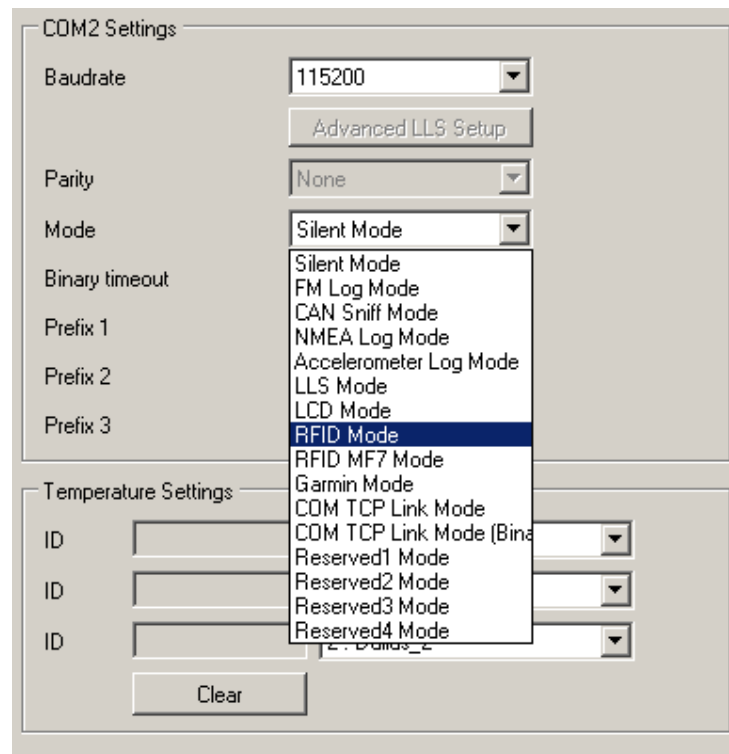 COM2 Settings
Baudrate 115200
Advanced LLS Setup
Parity None
Mode Silent Mode
Silent Mode
FM Log Mode
CAN Sniff Mode
NMEA Log Mode
Accelerometer Log Mode
LLS Mode
LCD Mode
RFID Mode
RFID MF7 Mode
Garmin Mode
COM TCP Link Mode
COM TCP Link Mode (Bina
Reserved1 Mode
Reserved2 Mode
Reserved3 Mode
Reserved4 Mode
Binary timeout
Prefix 1
Prefix 2
Prefix 3
Temperature Settings
ID
ID
ID
Clear